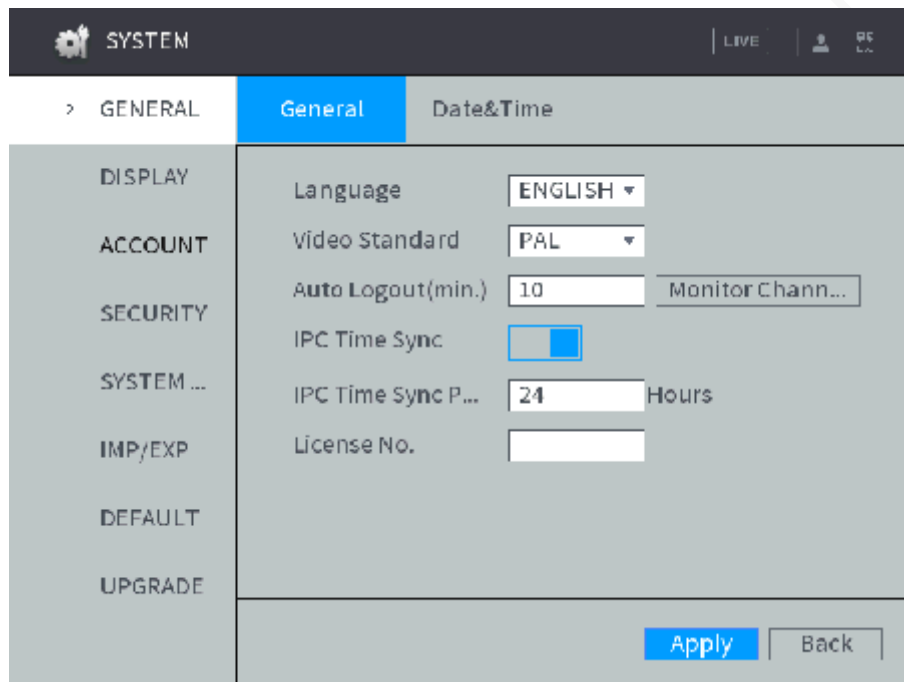 SYSTEM
LIVE
> GENERAL
General
Date&Time
DISPLAY
ACCOUNT
SECURITY
SYSTEM ...
IMP/EXP
DEFAULT
UPGRADE
Language
ENGLISH
Video Standard
PAL
Auto Logout(min.)
10
Monitor Chann...
IPC Time Sync
IPC Time Sync P...
24
Hours
License No.
Apply
Back